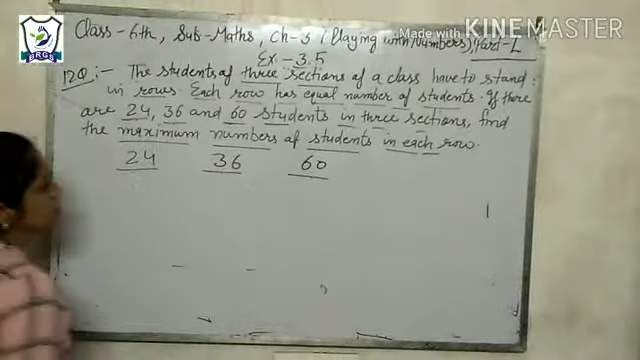 Class - 6th, Sub - Maths, Ch - 3 (Playing with Numbers), Part - L
Ex - 3.5
12Q :- The students of three sections of a class have to stand
in rows. Each row has equal number of students. If there
are 24, 36 and 60 students in three sections, find
the maximum numbers of students in each row.
24 36 60
Made with KINEMASTER
SRGS